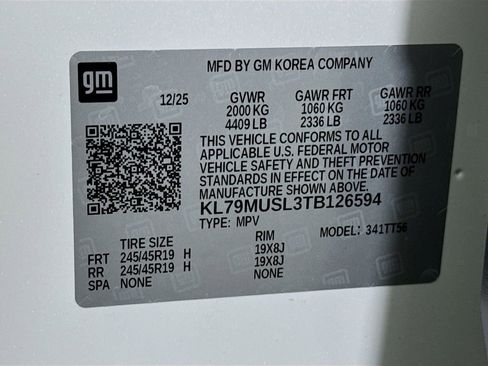 gm
MFD BY GM KOREA COMPANY
12/25 GVWR GAWR FRT GAWR RR
2000 KG 1060 KG 1060 KG
4409 LB 2336 LB 2336 LB
THIS VEHICLE CONFORMS TO ALL
APPLICABLE U.S. FEDERAL MOTOR
VEHICLE SAFETY AND THEFT PREVENTION
STANDARDS IN EFFECT ON THE DATE OF
MANUFACTURE SHOWN ABOVE.
KL79MUSL3TB126594
TYPE: MPV MODEL: 341TT56
TIRE SIZE RIM
FRT 245/45R19 H 19X8J
RR 245/45R19 H 19X8J
SPA NONE NONE